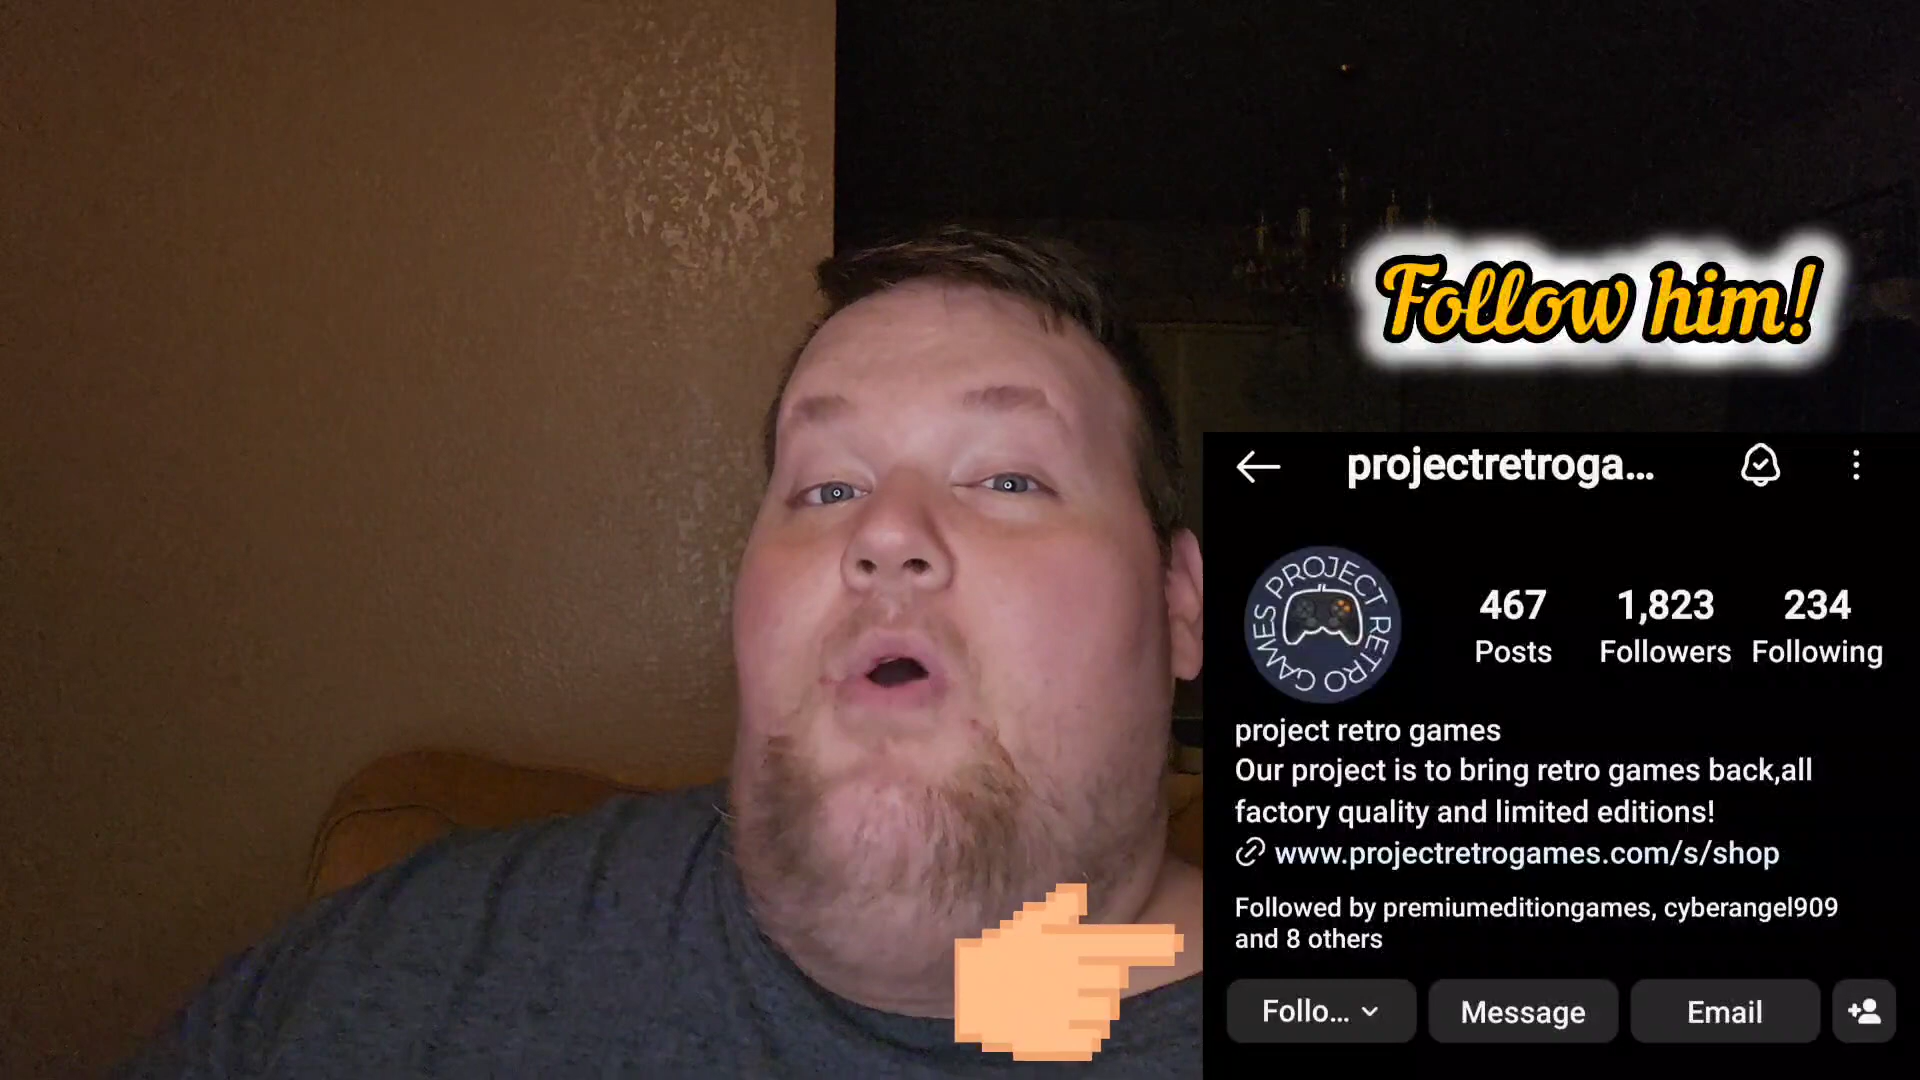 Follow him!
projectretroga...
PROJECT RETRO GAMES
467 1,823 234
Posts Followers Following
project retro games
Our project is to bring retro games back,all
factory quality and limited editions!
www.projectretrogames.com/s/shop
Followed by premiumeditiongames, cyberangel909
and 8 others
Follo... Message Email